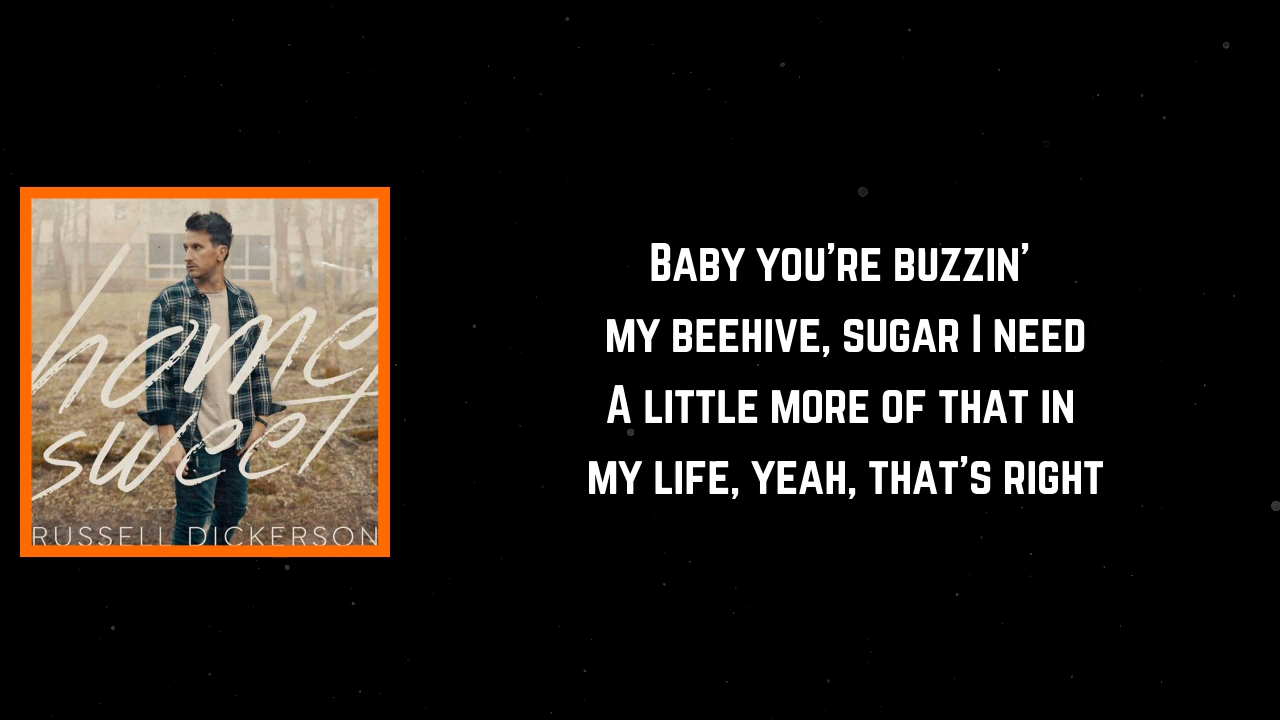 home
sweet
RUSSELL DICKERSON
Baby you're buzzin'
my beehive, sugar I need
A little more of that in
my life, yeah, that's right